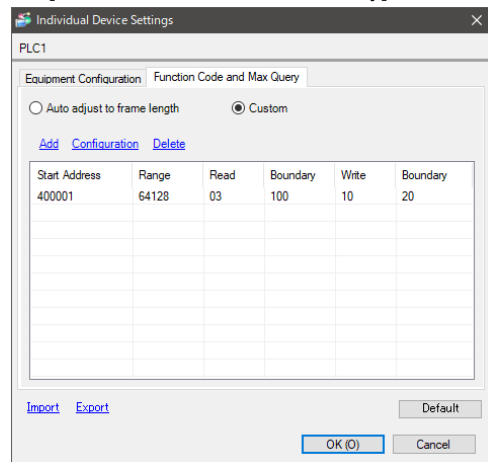 Individual Device Settings
PLC1
Equipment Configuration Function Code and Max Query
Auto adjust to frame length Custom
Add Configuration Delete
Start Address Range Read Boundary Write Boundary
400001 64128 03 100 10 20
Import Export Default
OK (O) Cancel